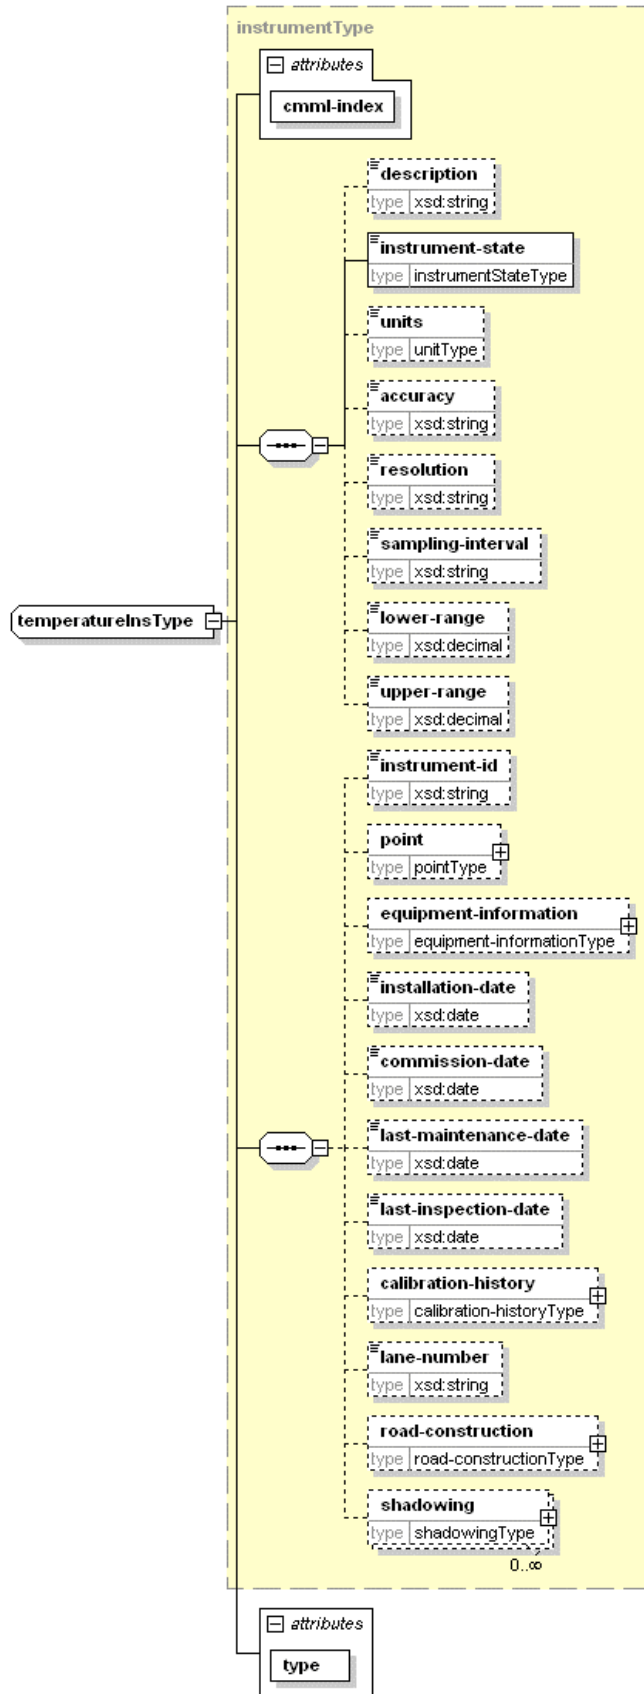 instrumentType
attributes
cmml-index
description
type xsd:string
instrument-state
type instrumentStateType
units
type unitType
accuracy
type xsd:string
resolution
type xsd:string
sampling-interval
type xsd:string
temperatureInsType
lower-range
type xsd:decimal
upper-range
type xsd:decimal
instrument-id
type xsd:string
point
type pointType
equipment-information
type equipment-informationType
installation-date
type xsd:date
commission-date
type xsd:date
last-maintenance-date
type xsd:date
last-inspection-date
type xsd:date
calibration-history
type calibration-historyType
lane-number
type xsd:string
road-construction
type road-constructionType
shadowing
type shadowingType
0..∞
attributes
type